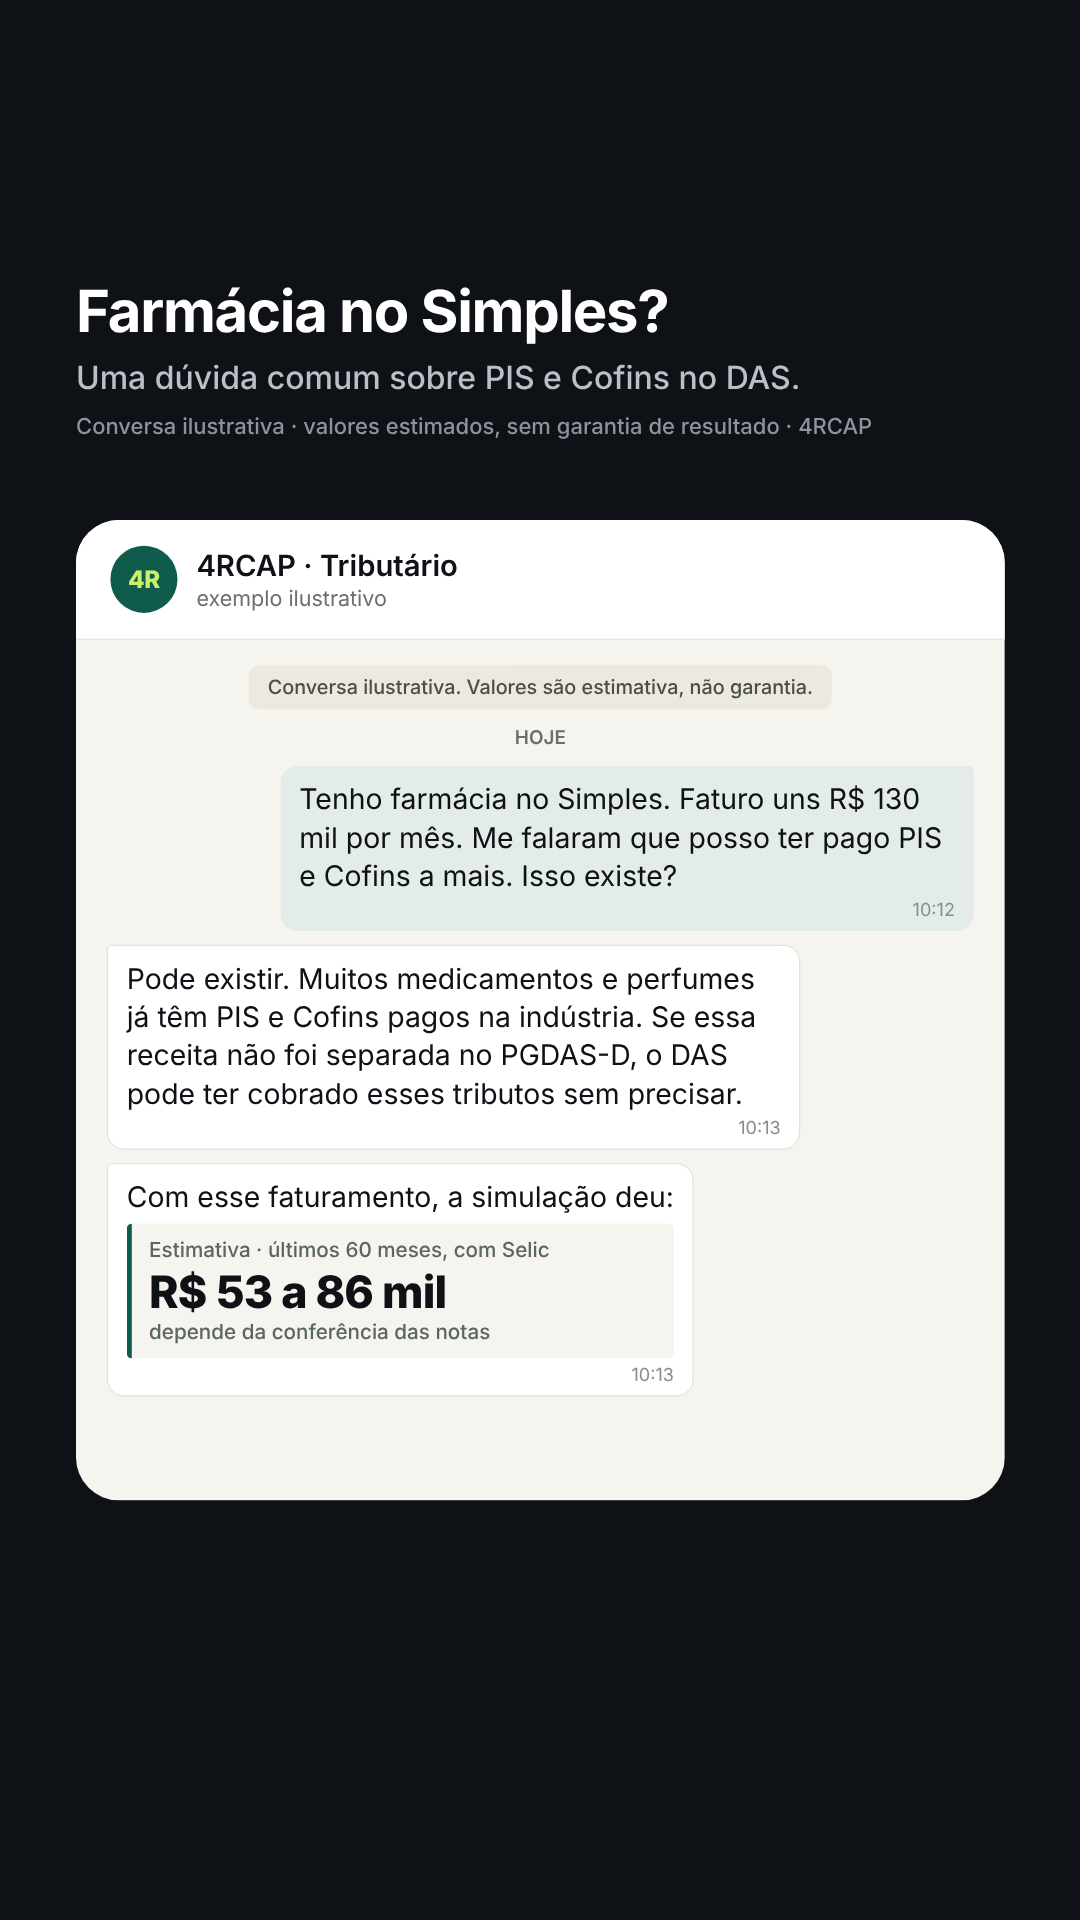 Farmácia no Simples?
Uma dúvida comum sobre PIS e Cofins no DAS.
Conversa ilustrativa · valores estimados, sem garantia de resultado · 4RCAP
4R
4RCAP · Tributário
exemplo ilustrativo
Conversa ilustrativa. Valores são estimativa, não garantia.
HOJE
Tenho farmácia no Simples. Faturo uns R$ 130
mil por mês. Me falaram que posso ter pago PIS
e Cofins a mais. Isso existe?
10:12
Pode existir. Muitos medicamentos e perfumes
já têm PIS e Cofins pagos na indústria. Se essa
receita não foi separada no PGDAS-D, o DAS
pode ter cobrado esses tributos sem precisar.
10:13
Com esse faturamento, a simulação deu:
Estimativa · últimos 60 meses, com Selic
R$ 53 a 86 mil
depende da conferência das notas
10:13